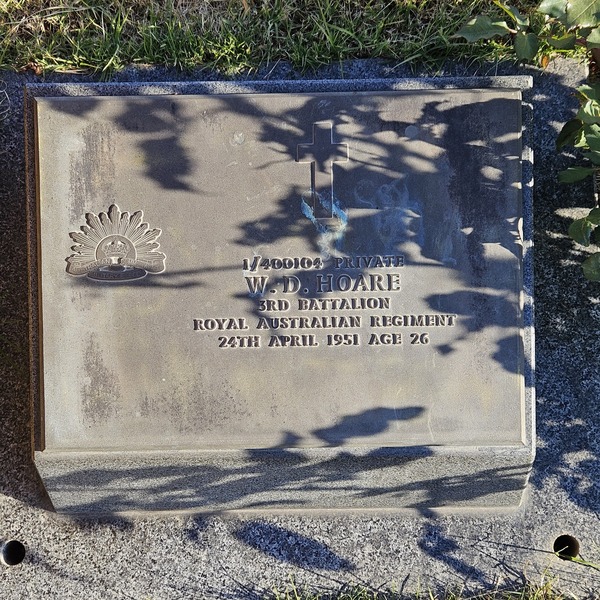 1/400104 PRIVATE
W. D. HOARE
3RD BATTALION
ROYAL AUSTRALIAN REGIMENT
24TH APRIL 1951 AGE 26